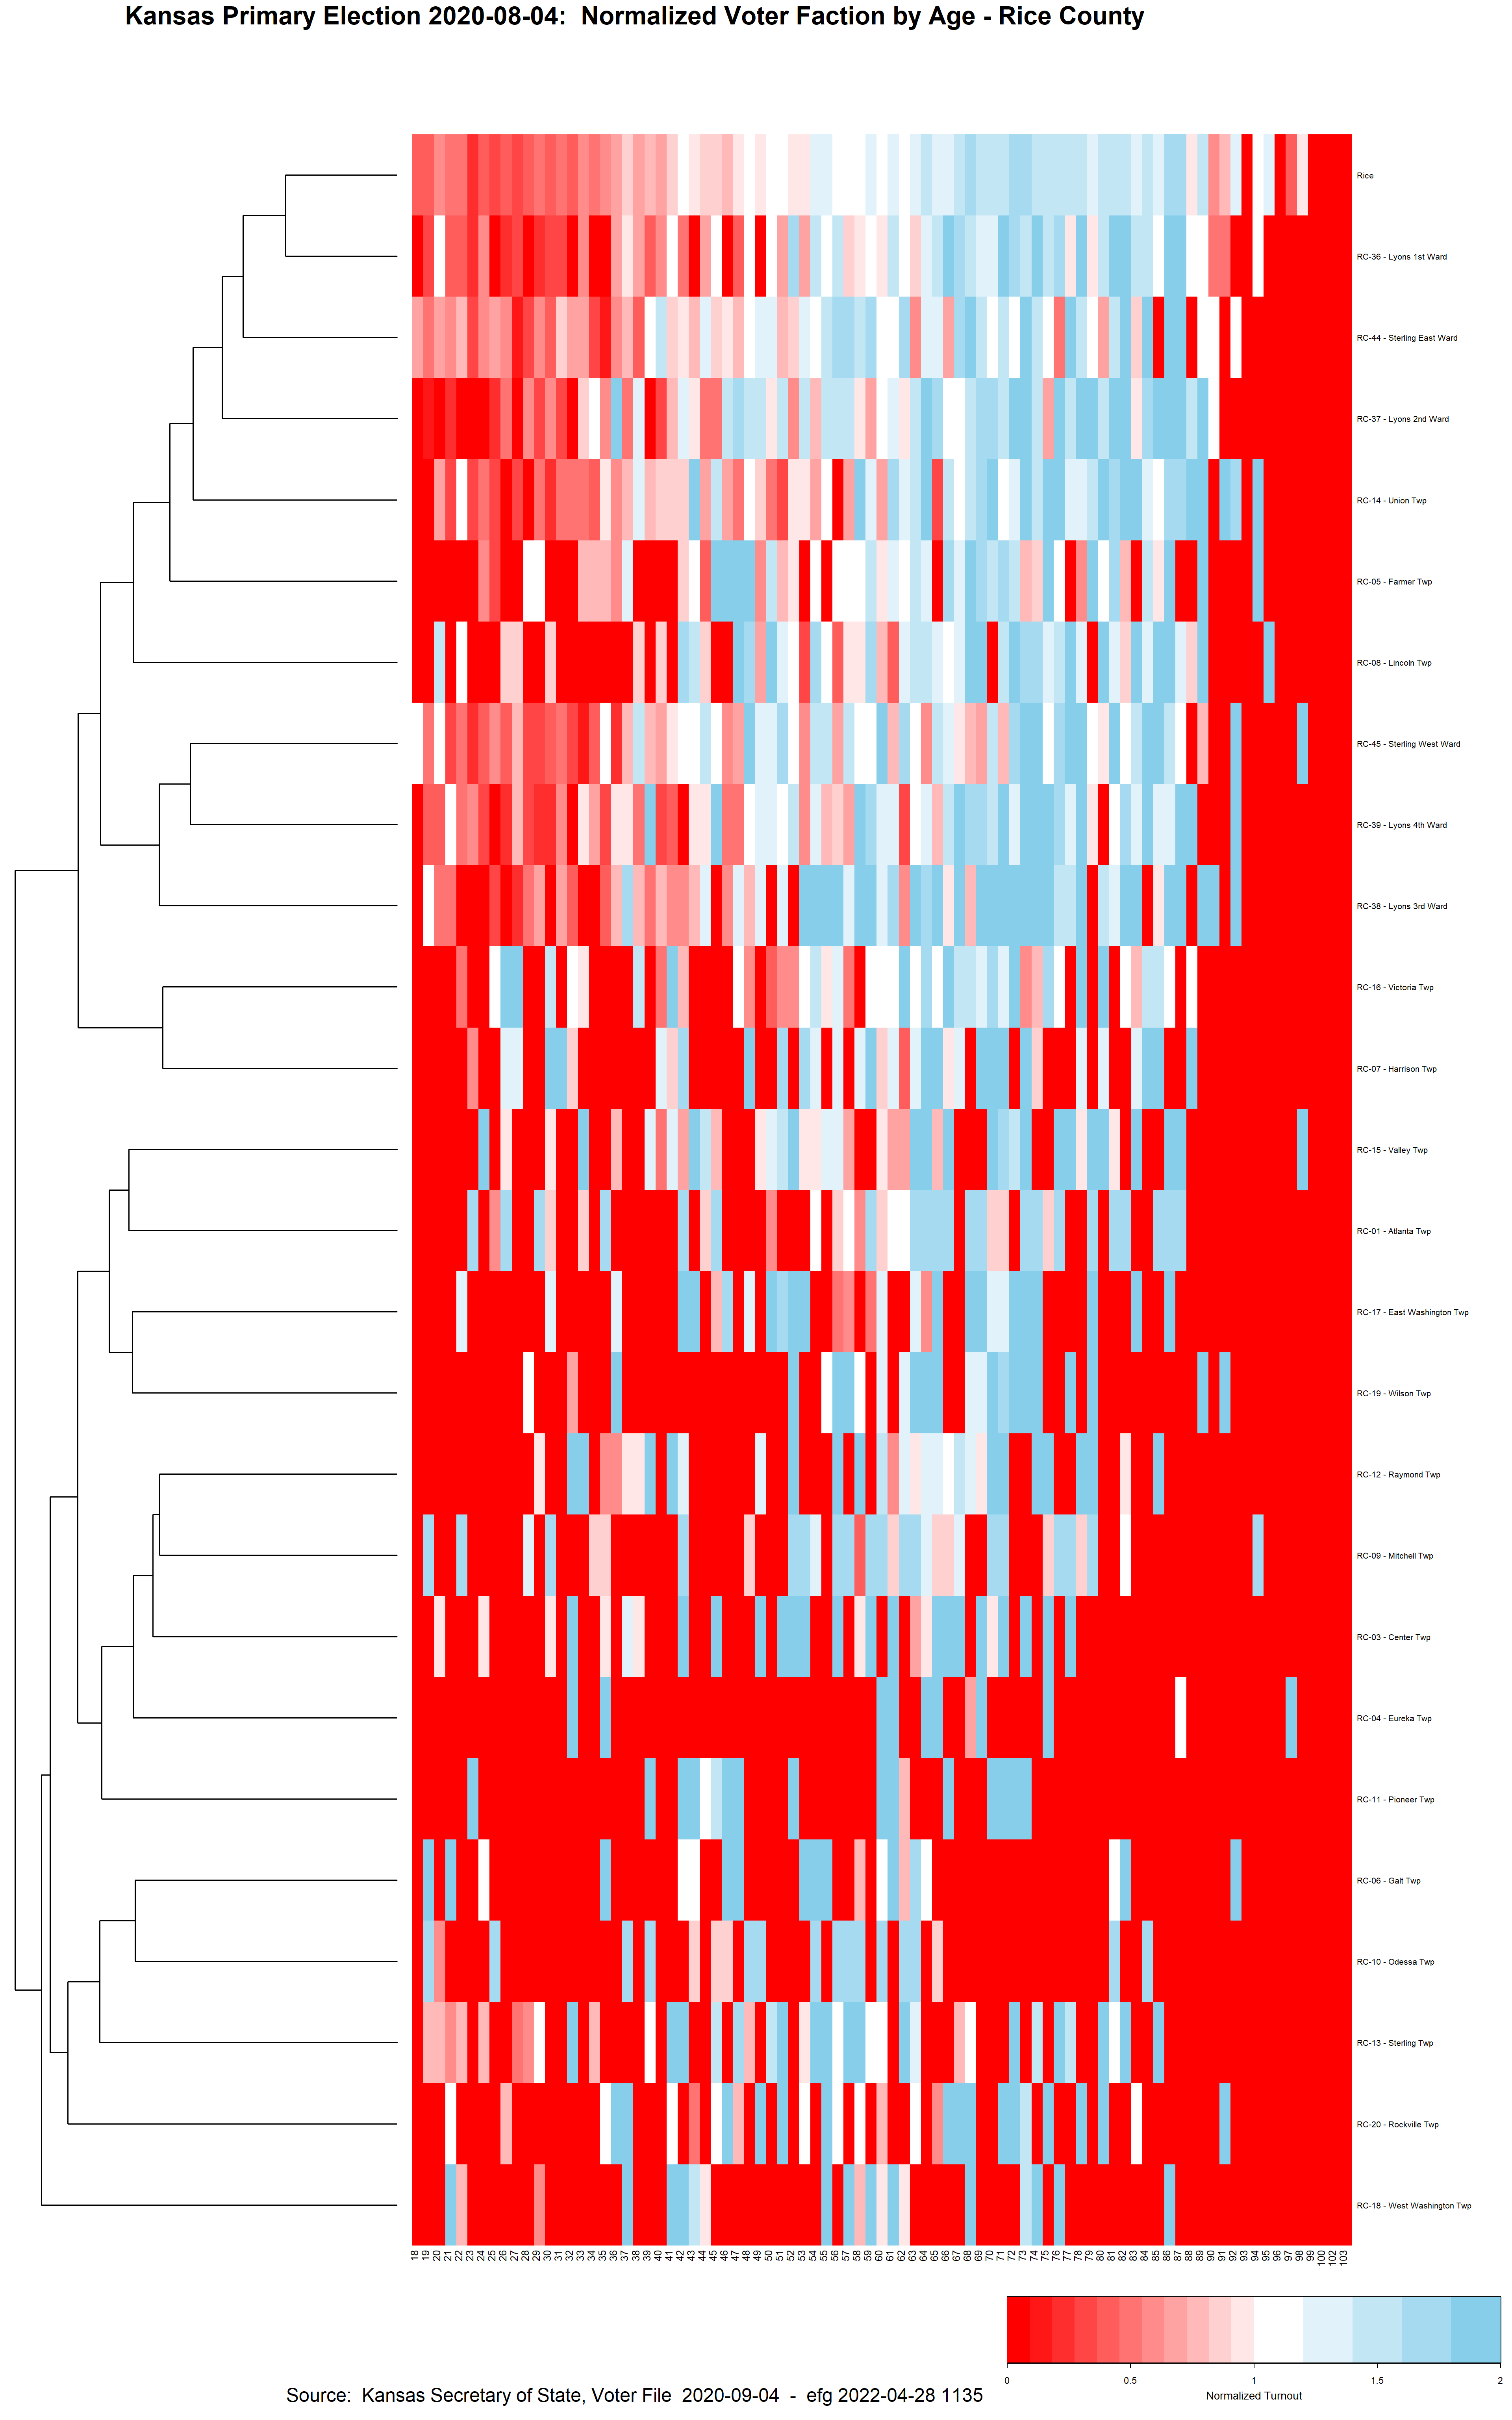 Kansas Primary Election 2020-08-04:  Normalized Voter Faction by Age - Rice County
Rice
RC-36 - Lyons 1st Ward
RC-44 - Sterling East Ward
RC-37 - Lyons 2nd Ward
RC-14 - Union Twp
RC-05 - Farmer Twp
RC-08 - Lincoln Twp
RC-45 - Sterling West Ward
RC-39 - Lyons 4th Ward
RC-38 - Lyons 3rd Ward
RC-16 - Victoria Twp
RC-07 - Harrison Twp
RC-15 - Valley Twp
RC-01 - Atlanta Twp
RC-17 - East Washington Twp
RC-19 - Wilson Twp
RC-12 - Raymond Twp
RC-09 - Mitchell Twp
RC-03 - Center Twp
RC-04 - Eureka Twp
RC-11 - Pioneer Twp
RC-06 - Galt Twp
RC-10 - Odessa Twp
RC-13 - Sterling Twp
RC-20 - Rockville Twp
RC-18 - West Washington Twp
18 19 20 21 22 23 24 25 26 27 28 29 30 31 32 33 34 35 36 37 38 39 40 41 42 43 44 45 46 47 48 49 50 51 52 53 54 55 56 57 58 59 60 61 62 63 64 65 66 67 68 69 70 71 72 73 74 75 76 77 78 79 80 81 82 83 84 85 86 87 88 89 90 91 92 93 94 95 96 97 98 99 100 102 103
0 0.5 1 1.5 2
Normalized Turnout
Source:  Kansas Secretary of State, Voter File  2020-09-04  -  efg 2022-04-28 1135